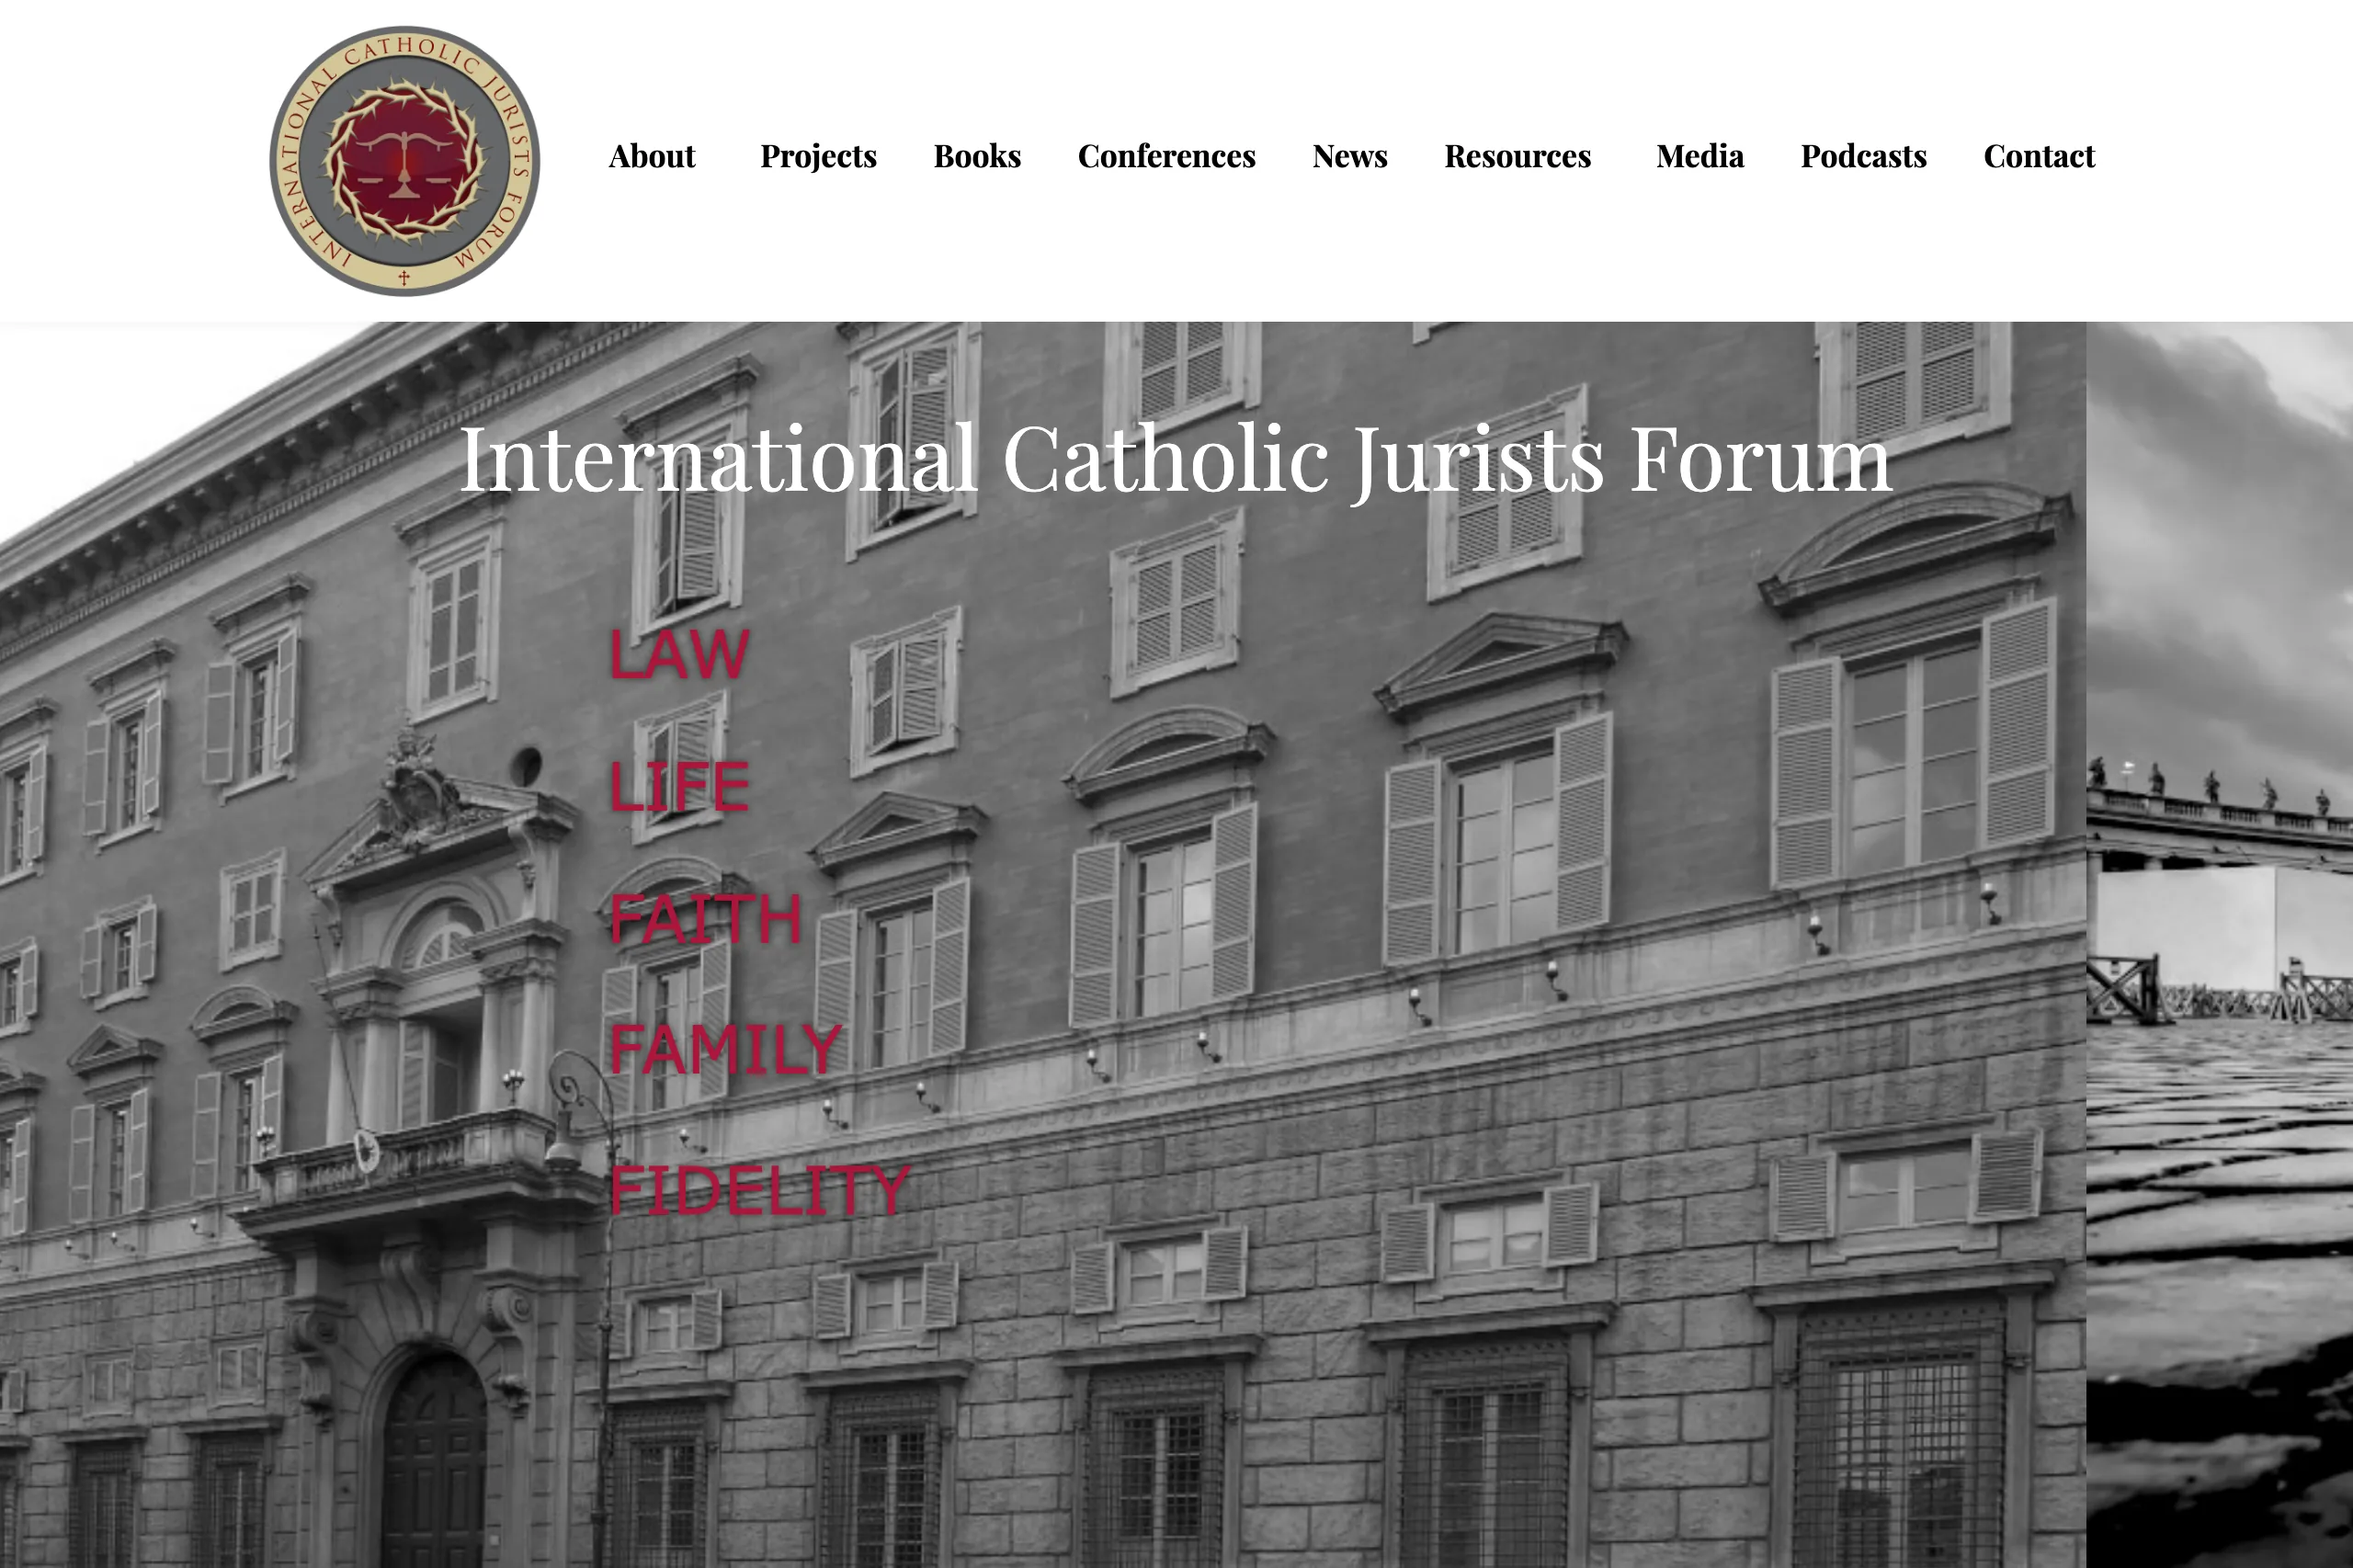 INTERNATIONAL CATHOLIC JURISTS FORUM
About Projects Books Conferences News Resources Media Podcasts Contact
International Catholic Jurists Forum
LAW
LIFE
FAITH
FAMILY
FIDELITY